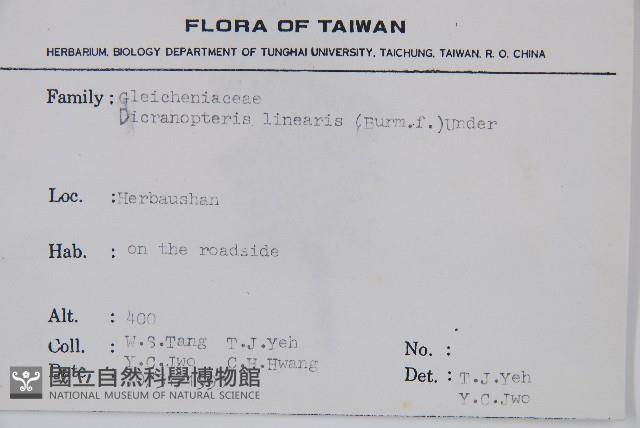 FLORA OF TAIWAN
HERBARIUM, BIOLOGY DEPARTMENT OF TUNGHAI UNIVERSITY, TAICHUNG, TAIWAN, R. O. CHINA
Family : Gleicheniaceae
Dicranopteris linearis (Burm.f.)Under
Loc. :Herbaushan
Hab. : on the roadside
Alt. : 400
Coll. : W.S.Tang T.J.Yeh No. :
Y.C.Jwo C.H.Hwang
Date Det. : T.J.Yeh
Y.C.Jwo
國立自然科學博物館
NATIONAL MUSEUM OF NATURAL SCIENCE